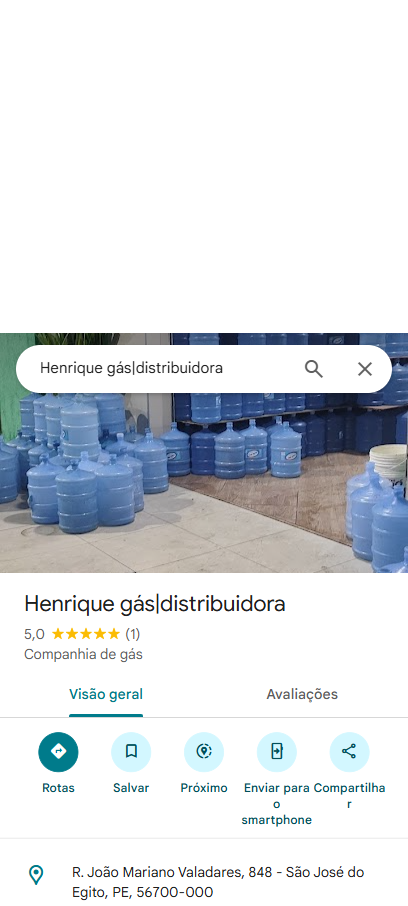 Henrique gás|distribuidora
Henrique gás|distribuidora
5,0 (1)
Companhia de gás
Visão geral
Avaliações
Rotas
Salvar
Próximo
Enviar para
o
smartphone
Compartilha
r
R. João Mariano Valadares, 848 - São José do
Egito, PE, 56700-000